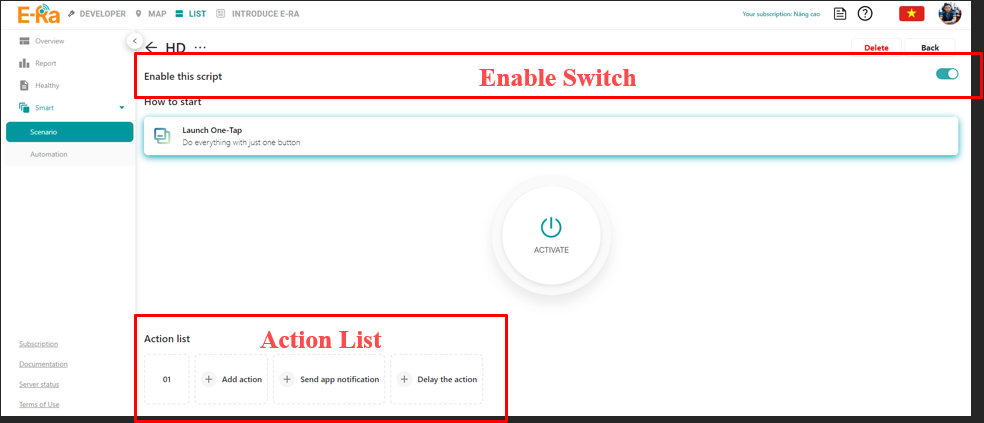 E-Ra DEVELOPER MAP LIST INTRODUCE E-RA Your subscription: Nâng cao
Overview
Report
Healthy
Smart
Scenario
Automation
Subscription
Documentation
Server status
Terms of Use
HD ... Delete Back
Enable this script Enable Switch
How to start
Launch One-Tap
Do everything with just one button
ACTIVATE
Action list Action List
01 + Add action + Send app notification + Delay the action